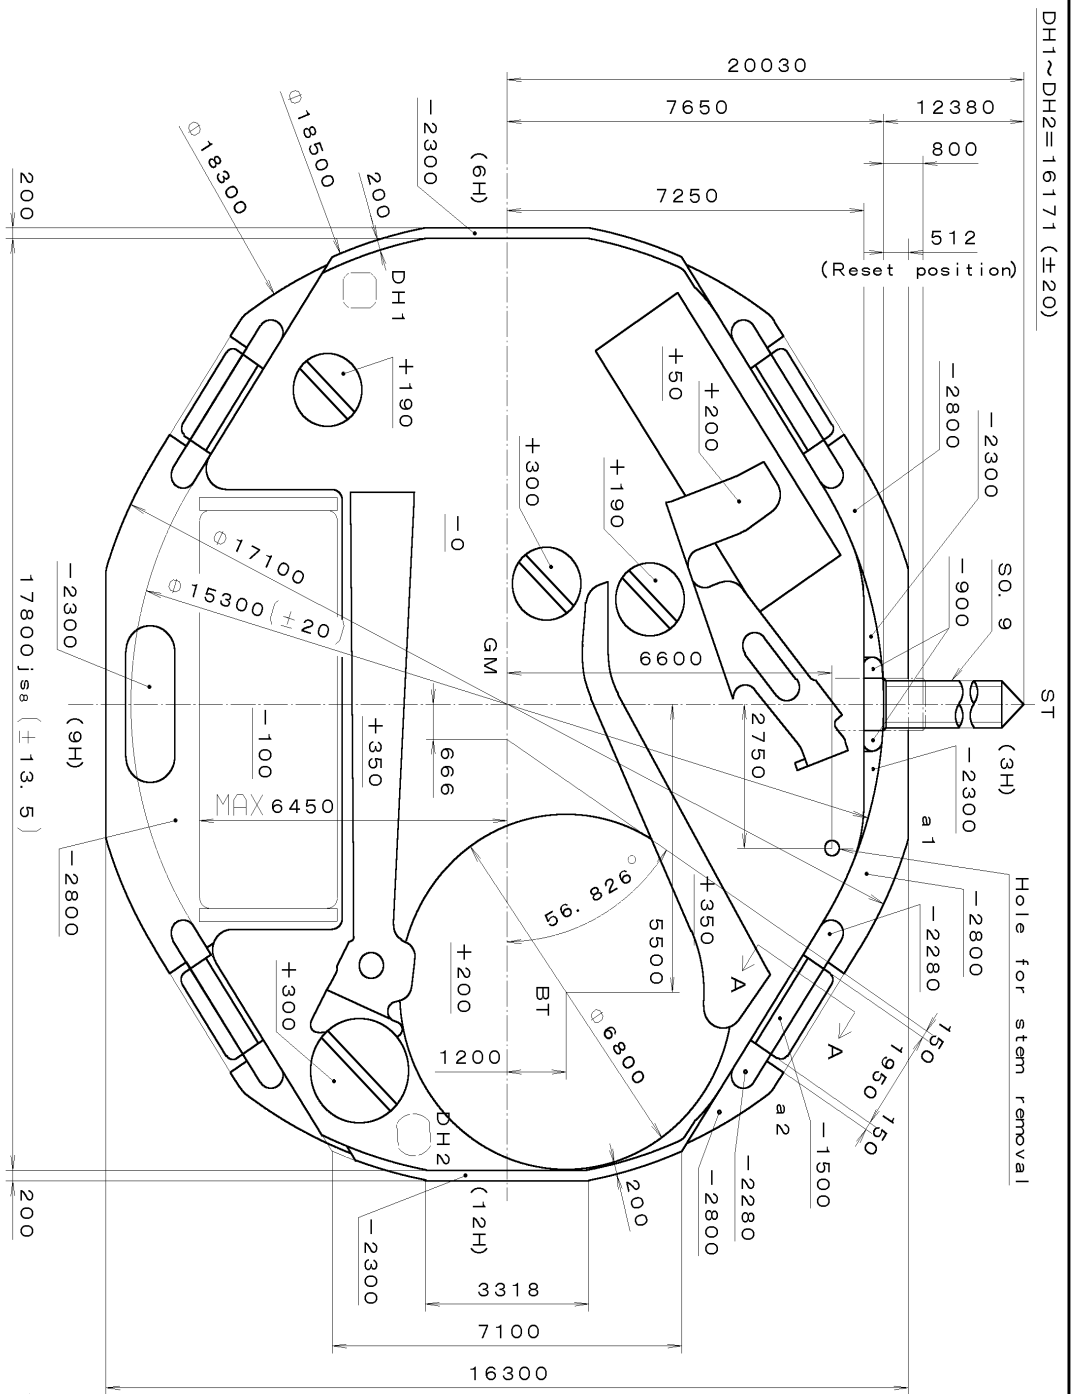 DH1~DH2=16171 (±20)
20030
7650
12380
800
7250
512
(Reset position)
(6H)
-2300
200
φ18500
φ18300
200
DH1
+190
+50
+200
+300
+190
-0
-2800
-2300
-900
S0. 9
ST
(3H)
-2300
a1
Hole for stem removal
φ17100
φ15300(±20)
GM
6600
2750
-2300
(9H)
17800js8 (±13. 5)
-100
+350
666
MAX 6450
-2800
56. 826°
+350
5500
A
A
-2280
-2800
150
1950
150
+200
BT
φ6800
1200
+300
DH2
a2
-1500
-2280
-2800
200
200
(12H)
-2300
3318
7100
16300